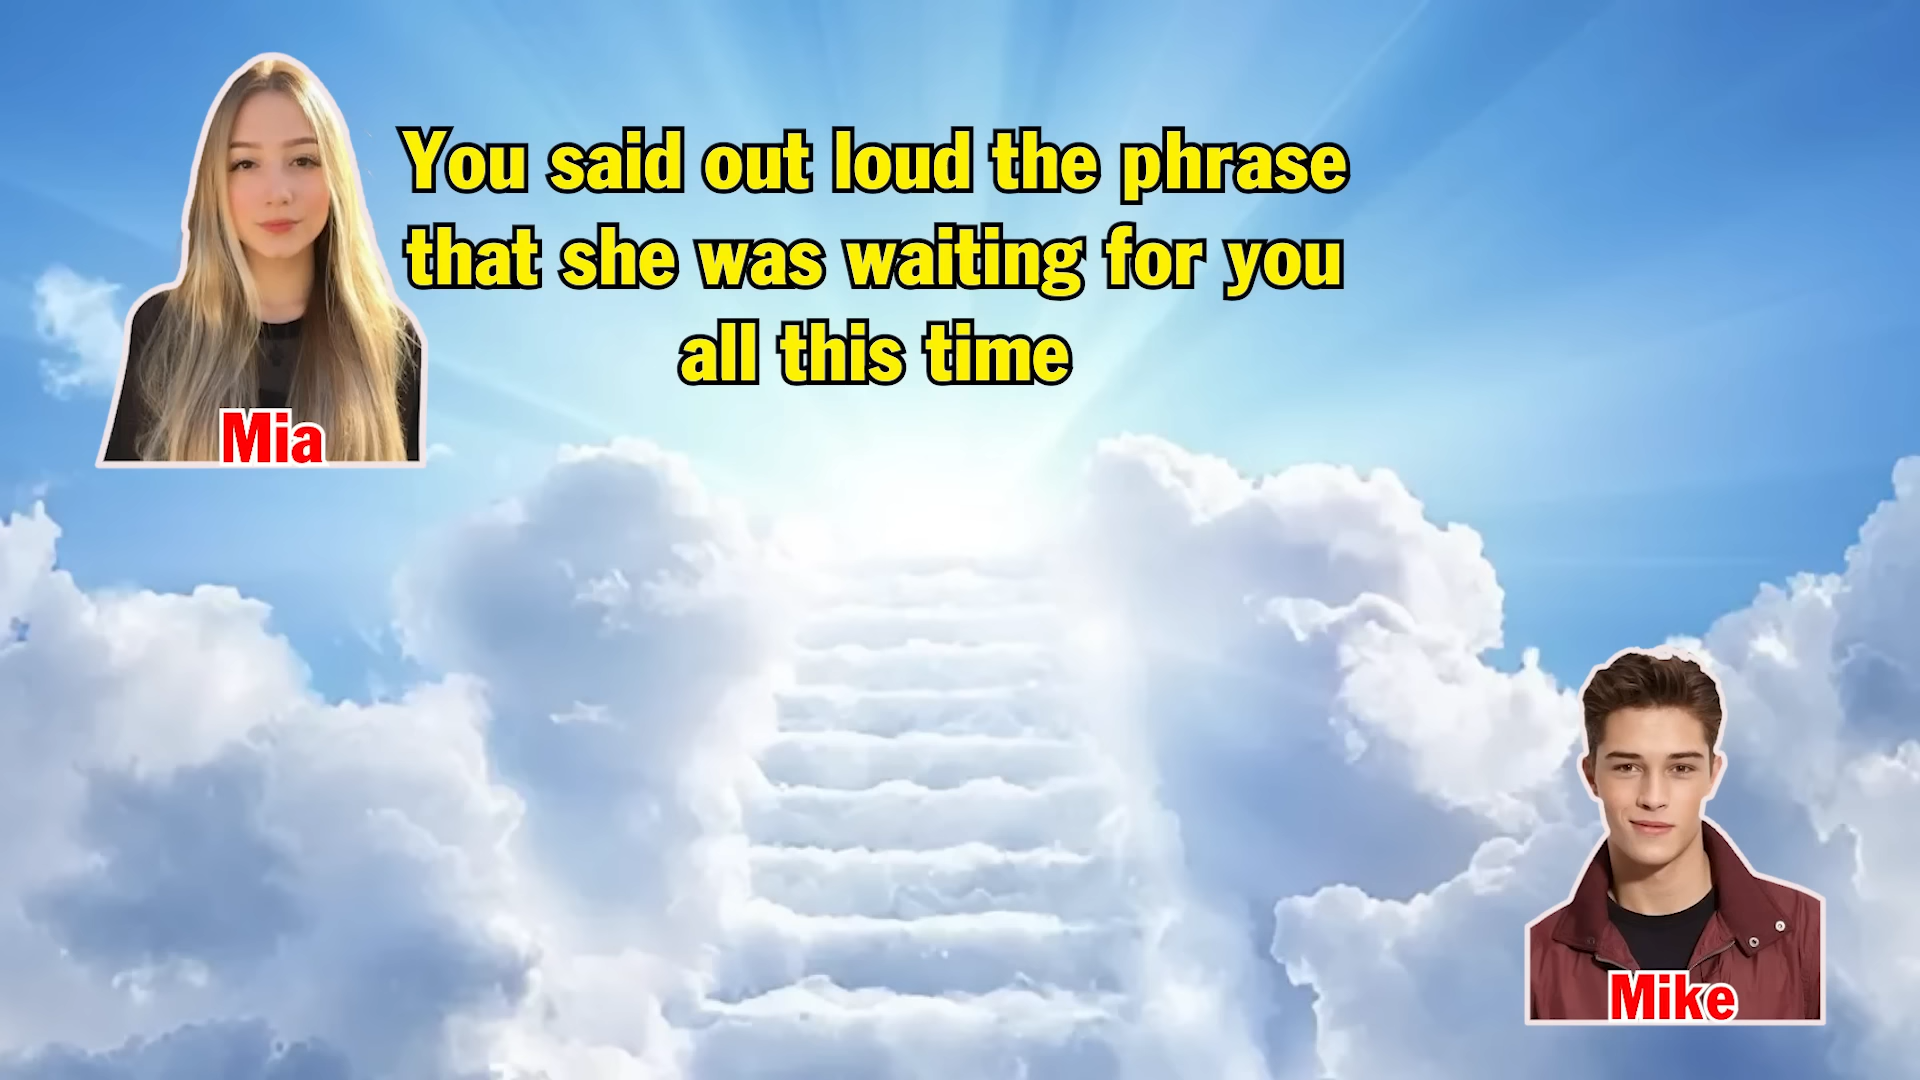 You said out loud the phrase
that she was waiting for you
all this time
Mia
Mike